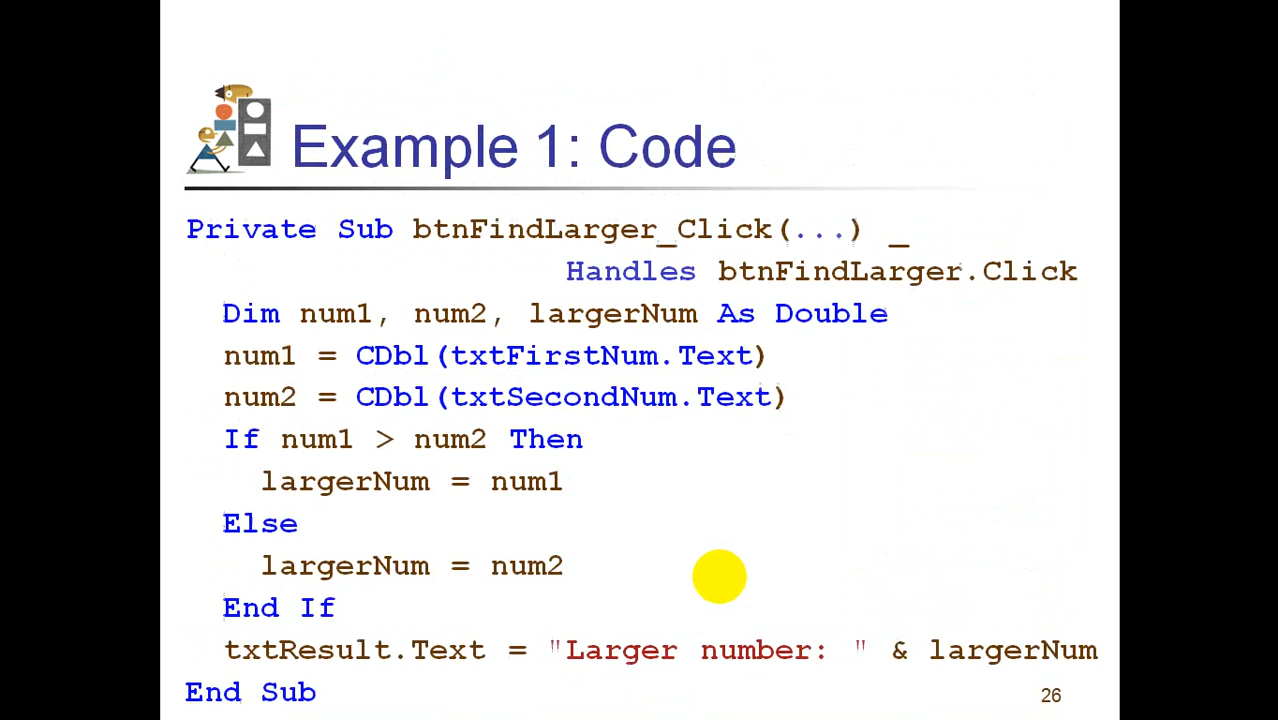 Example 1: Code
Private Sub btnFindLarger_Click(...) _
Handles btnFindLarger.Click
Dim num1, num2, largerNum As Double
num1 = CDbl(txtFirstNum.Text)
num2 = CDbl(txtSecondNum.Text)
If num1 > num2 Then
largerNum = num1
Else
largerNum = num2
End If
txtResult.Text = "Larger number: " & largerNum
End Sub
26